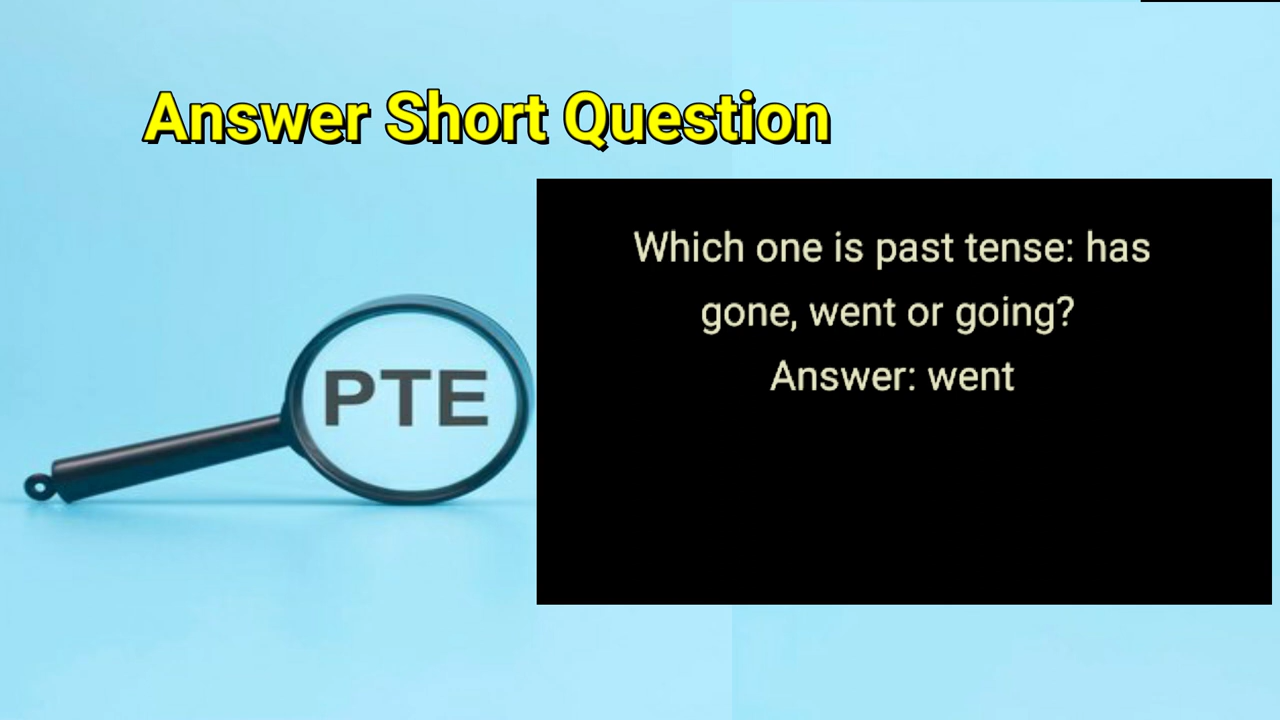 Answer Short Question
Which one is past tense: has
gone, went or going?
Answer: went
PTE